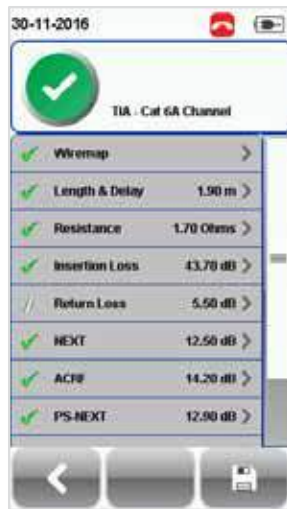 30-11-2016
TIA - Cat 6A Channel
Wiremap
Length & Delay 1.90 m
Resistance 1.70 Ohms
Insertion Loss 43.70 dB
Return Loss 5.50 dB
NEXT 12.50 dB
ACRF 14.20 dB
PS-NEXT 12.90 dB